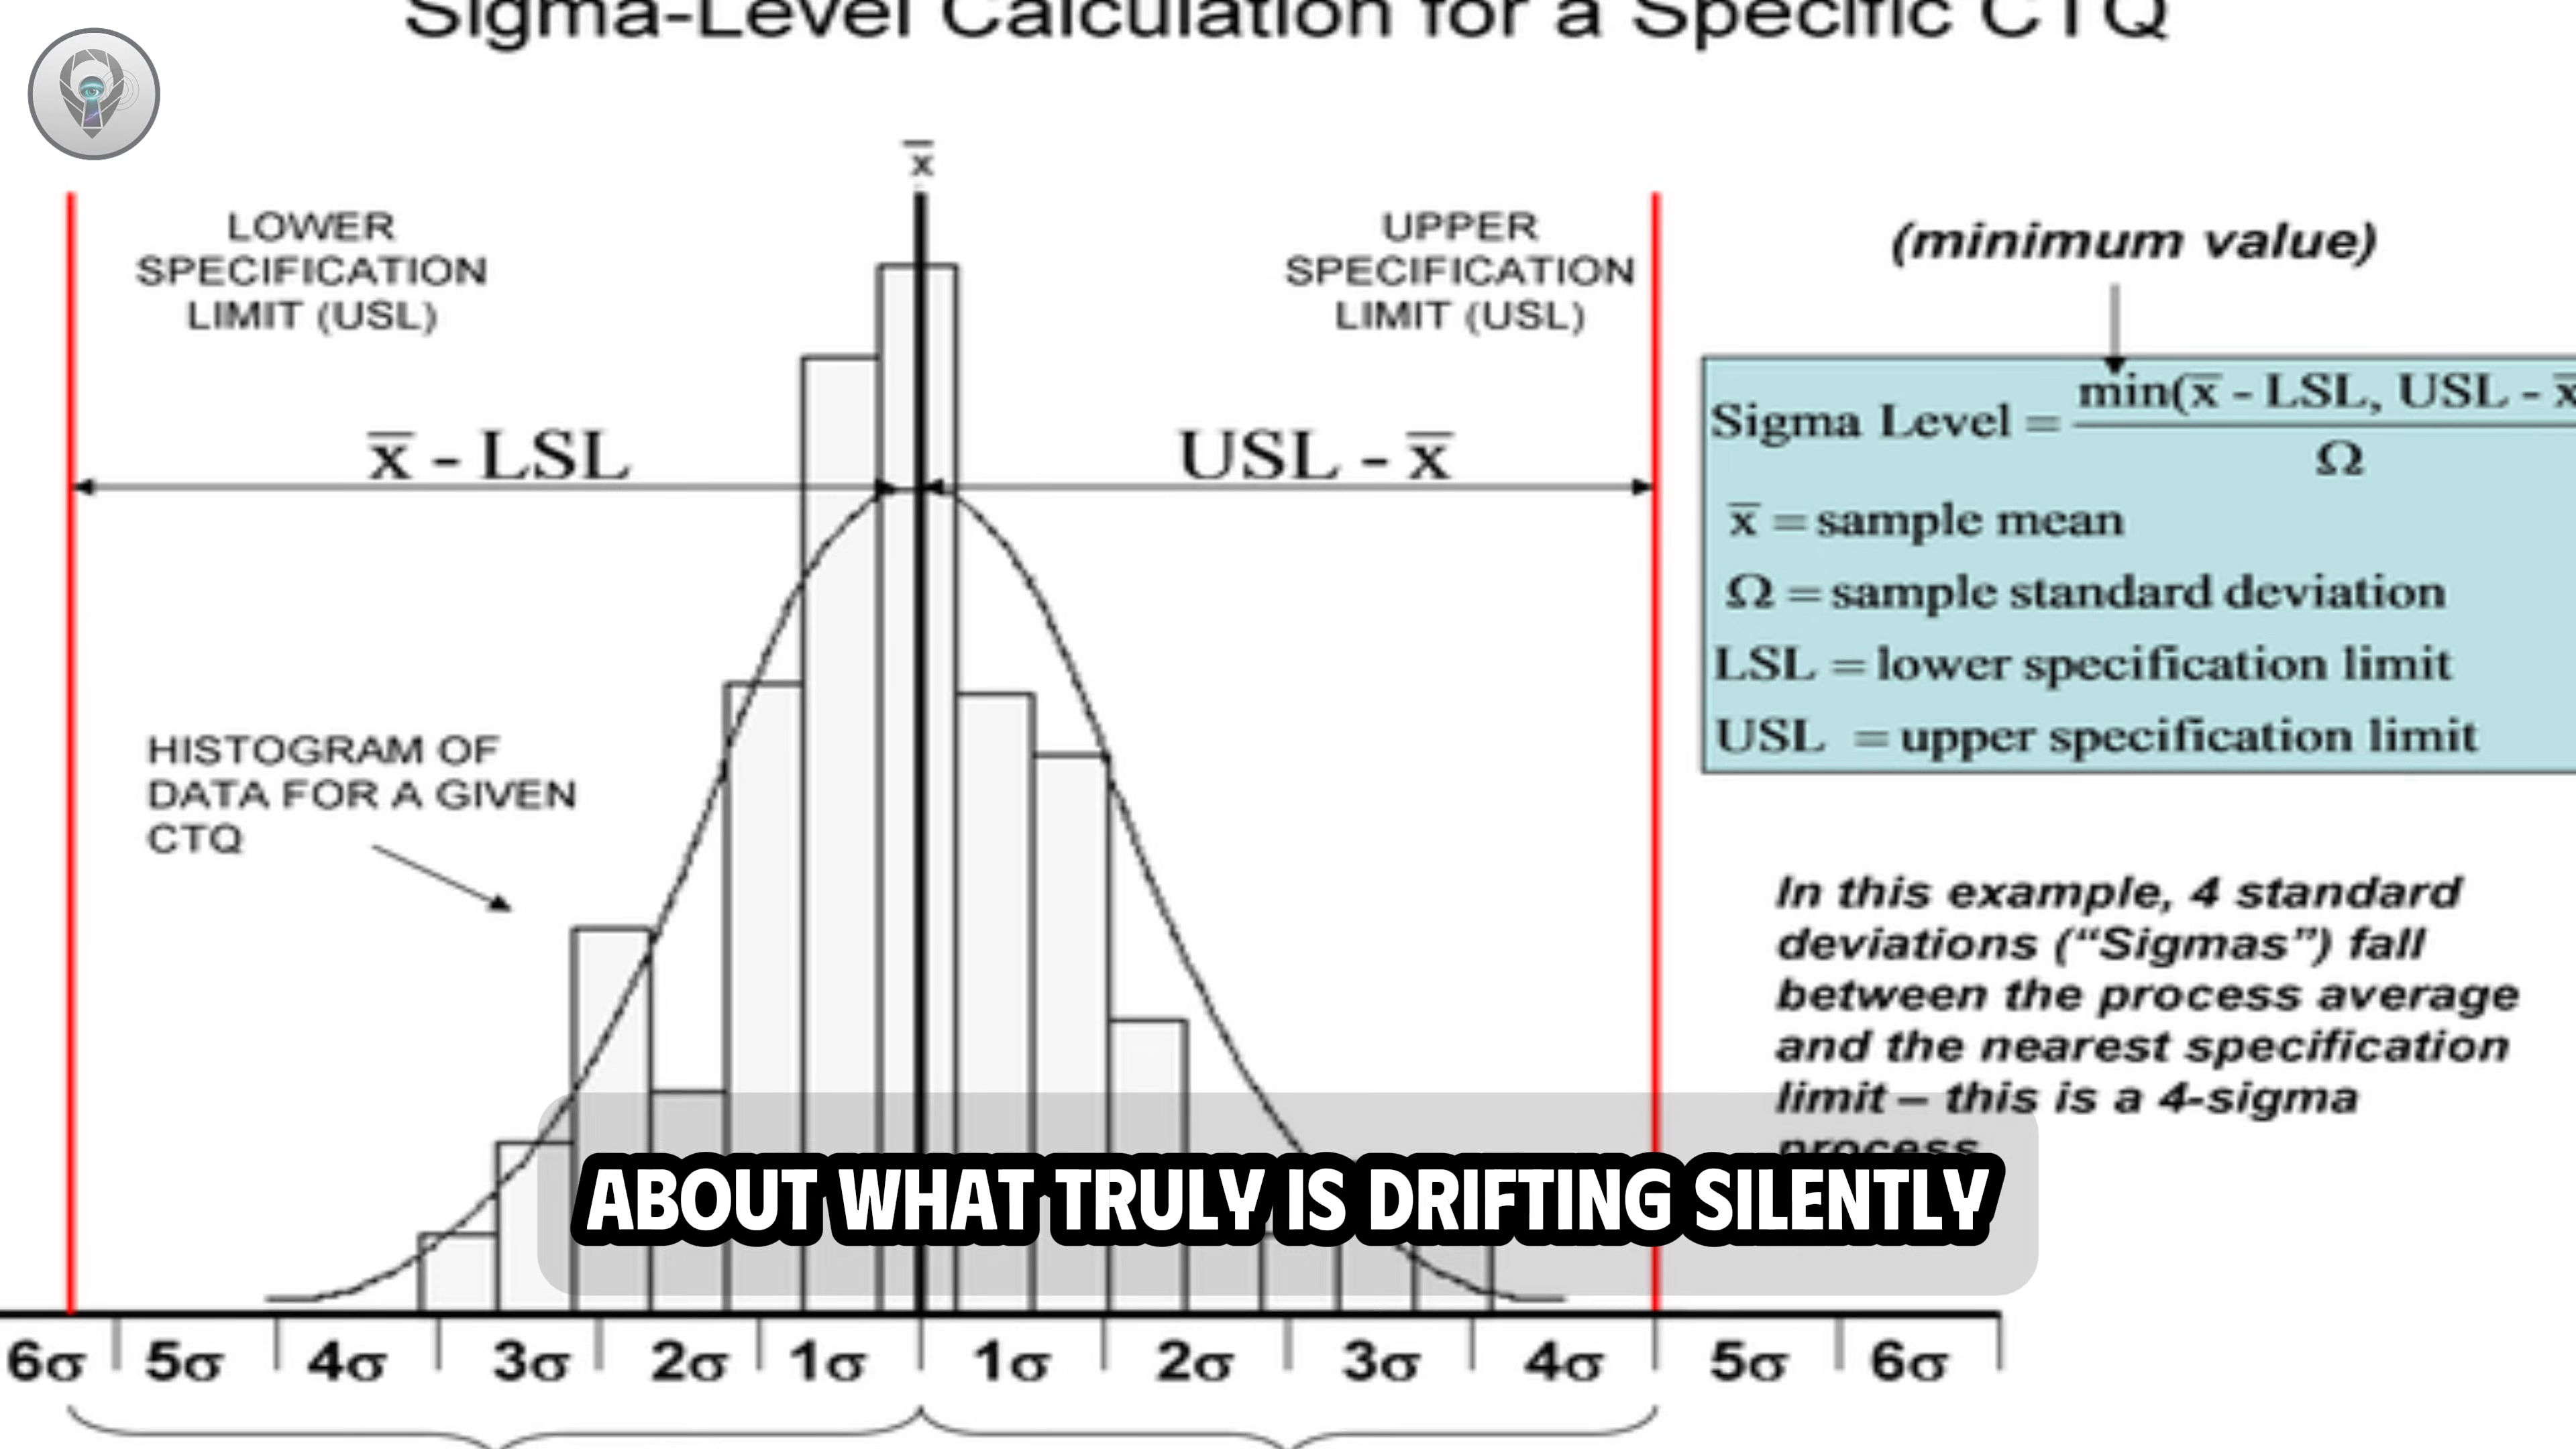 Sigma-Level Calculation for a Specific CTQ
x̅
LOWER
SPECIFICATION
LIMIT (USL)
UPPER
SPECIFICATION
LIMIT (USL)
(minimum value)
x̅ - LSL
USL - x̅
Sigma Level = min(x̅ - LSL, USL - x̅
Ω
x̅ = sample mean
Ω = sample standard deviation
LSL = lower specification limit
USL = upper specification limit
HISTOGRAM OF
DATA FOR A GIVEN
CTQ
In this example, 4 standard
deviations (“Sigmas”) fall
between the process average
and the nearest specification
limit – this is a 4-sigma
process
ABOUT WHAT TRULY IS DRIFTING SILENTLY
6σ 5σ 4σ 3σ 2σ 1σ 1σ 2σ 3σ 4σ 5σ 6σ